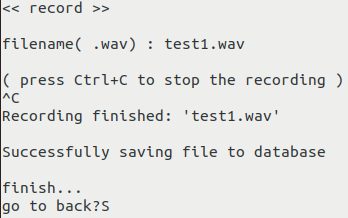 << record >>
filename( .wav) : test1.wav
( press Ctrl+C to stop the recording )
^C
Recording finished: 'test1.wav'
Successfully saving file to database
finish...
go to back?S